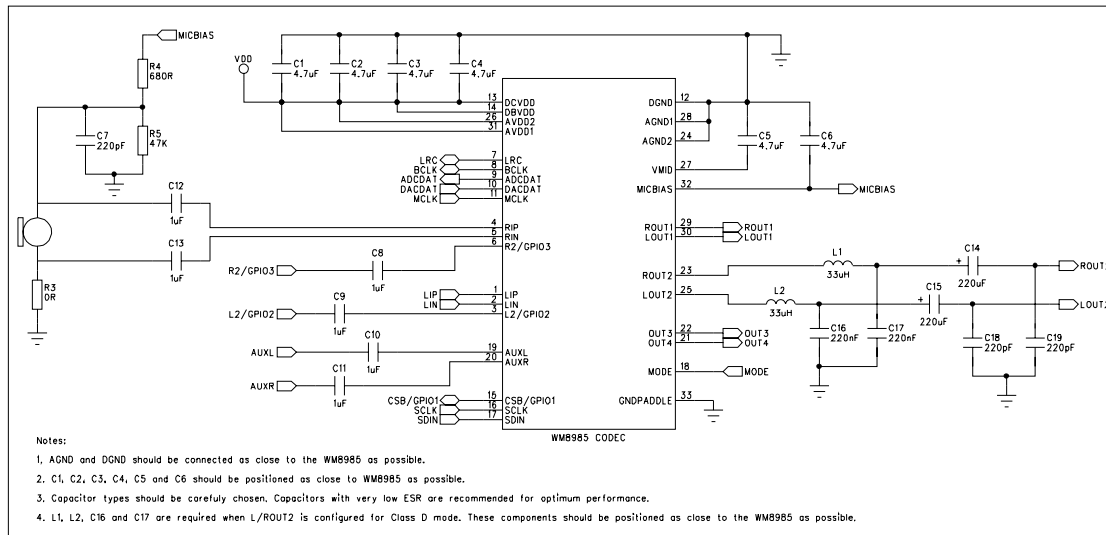 MICBIAS
R4
680R
C7
220pF
R5
47K
VDD
C1
4.7uF
C2
4.7uF
C3
4.7uF
C4
4.7uF
13 DCVDD
14 DBVDD
26 AVDD2
31 AVDD1
LRC 7 LRC
BCLK 8 BCLK
ADCDAT 9 ADCDAT
DACDAT 10 DACDAT
MCLK 11 MCLK
C12
1uF
4 RIP
5 RIN
6 R2/GPIO3
C13
1uF
R3
0R
R2/GPIO3
C8
1uF
LIP 1 LIP
LIN 2 LIN
3 L2/GPIO2
L2/GPIO2
C9
1uF
AUXL
C10
1uF
19 AUXL
20 AUXR
AUXR
C11
1uF
CSB/GPIO1 15 CSB/GPIO1
SCLK 16 SCLK
SDIN 17 SDIN
DGND 12
AGND1 28
AGND2 24
VMID 27
MICBIAS 32 MICBIAS
C5
4.7uF
C6
4.7uF
ROUT1 29 ROUT1
LOUT1 30 LOUT1
ROUT2 23
LOUT2 25
L1
33uH
L2
33uH
C14
+
220uF
C15
+
220uF
ROUT2
LOUT2
C16
220nF
C17
220nF
C18
220pF
C19
220pF
OUT3 22 OUT3
OUT4 21 OUT4
MODE 18 MODE
GNDPADDLE 33
WM8985 CODEC
Notes:
1, AGND and DGND should be connected as close to the WM8985 as possible.
2. C1, C2, C3, C4, C5 and C6 should be positioned as close to WM8985 as possible.
3. Capacitor types should be carefuly chosen. Capacitors with very low ESR are recommended for optimum performance.
4. L1, L2, C16 and C17 are required when L/ROUT2 is configured for Class D mode. These components should be positioned as close to the WM8985 as possible.